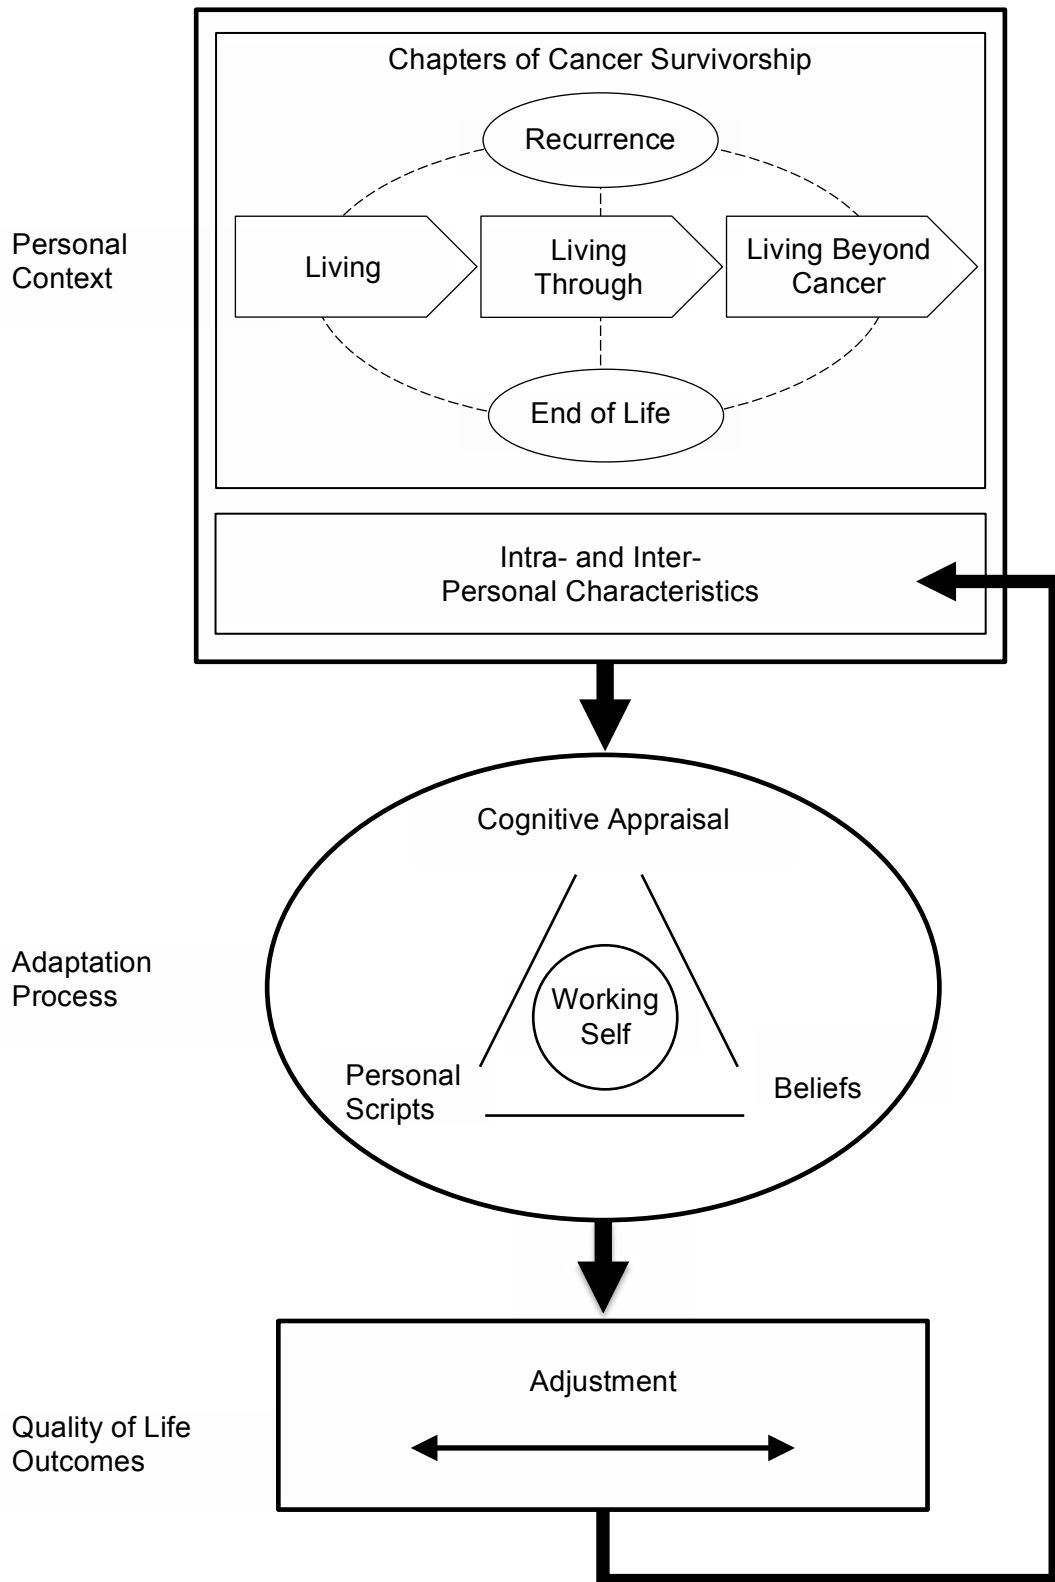 Chapters of Cancer Survivorship
Recurrence
Personal
Context
Living
Living
Through
Living Beyond
Cancer
End of Life
Intra- and Inter-
Personal Characteristics
Cognitive Appraisal
Adaptation
Process
Working
Self
Personal
Scripts
Beliefs
Adjustment
Quality of Life
Outcomes